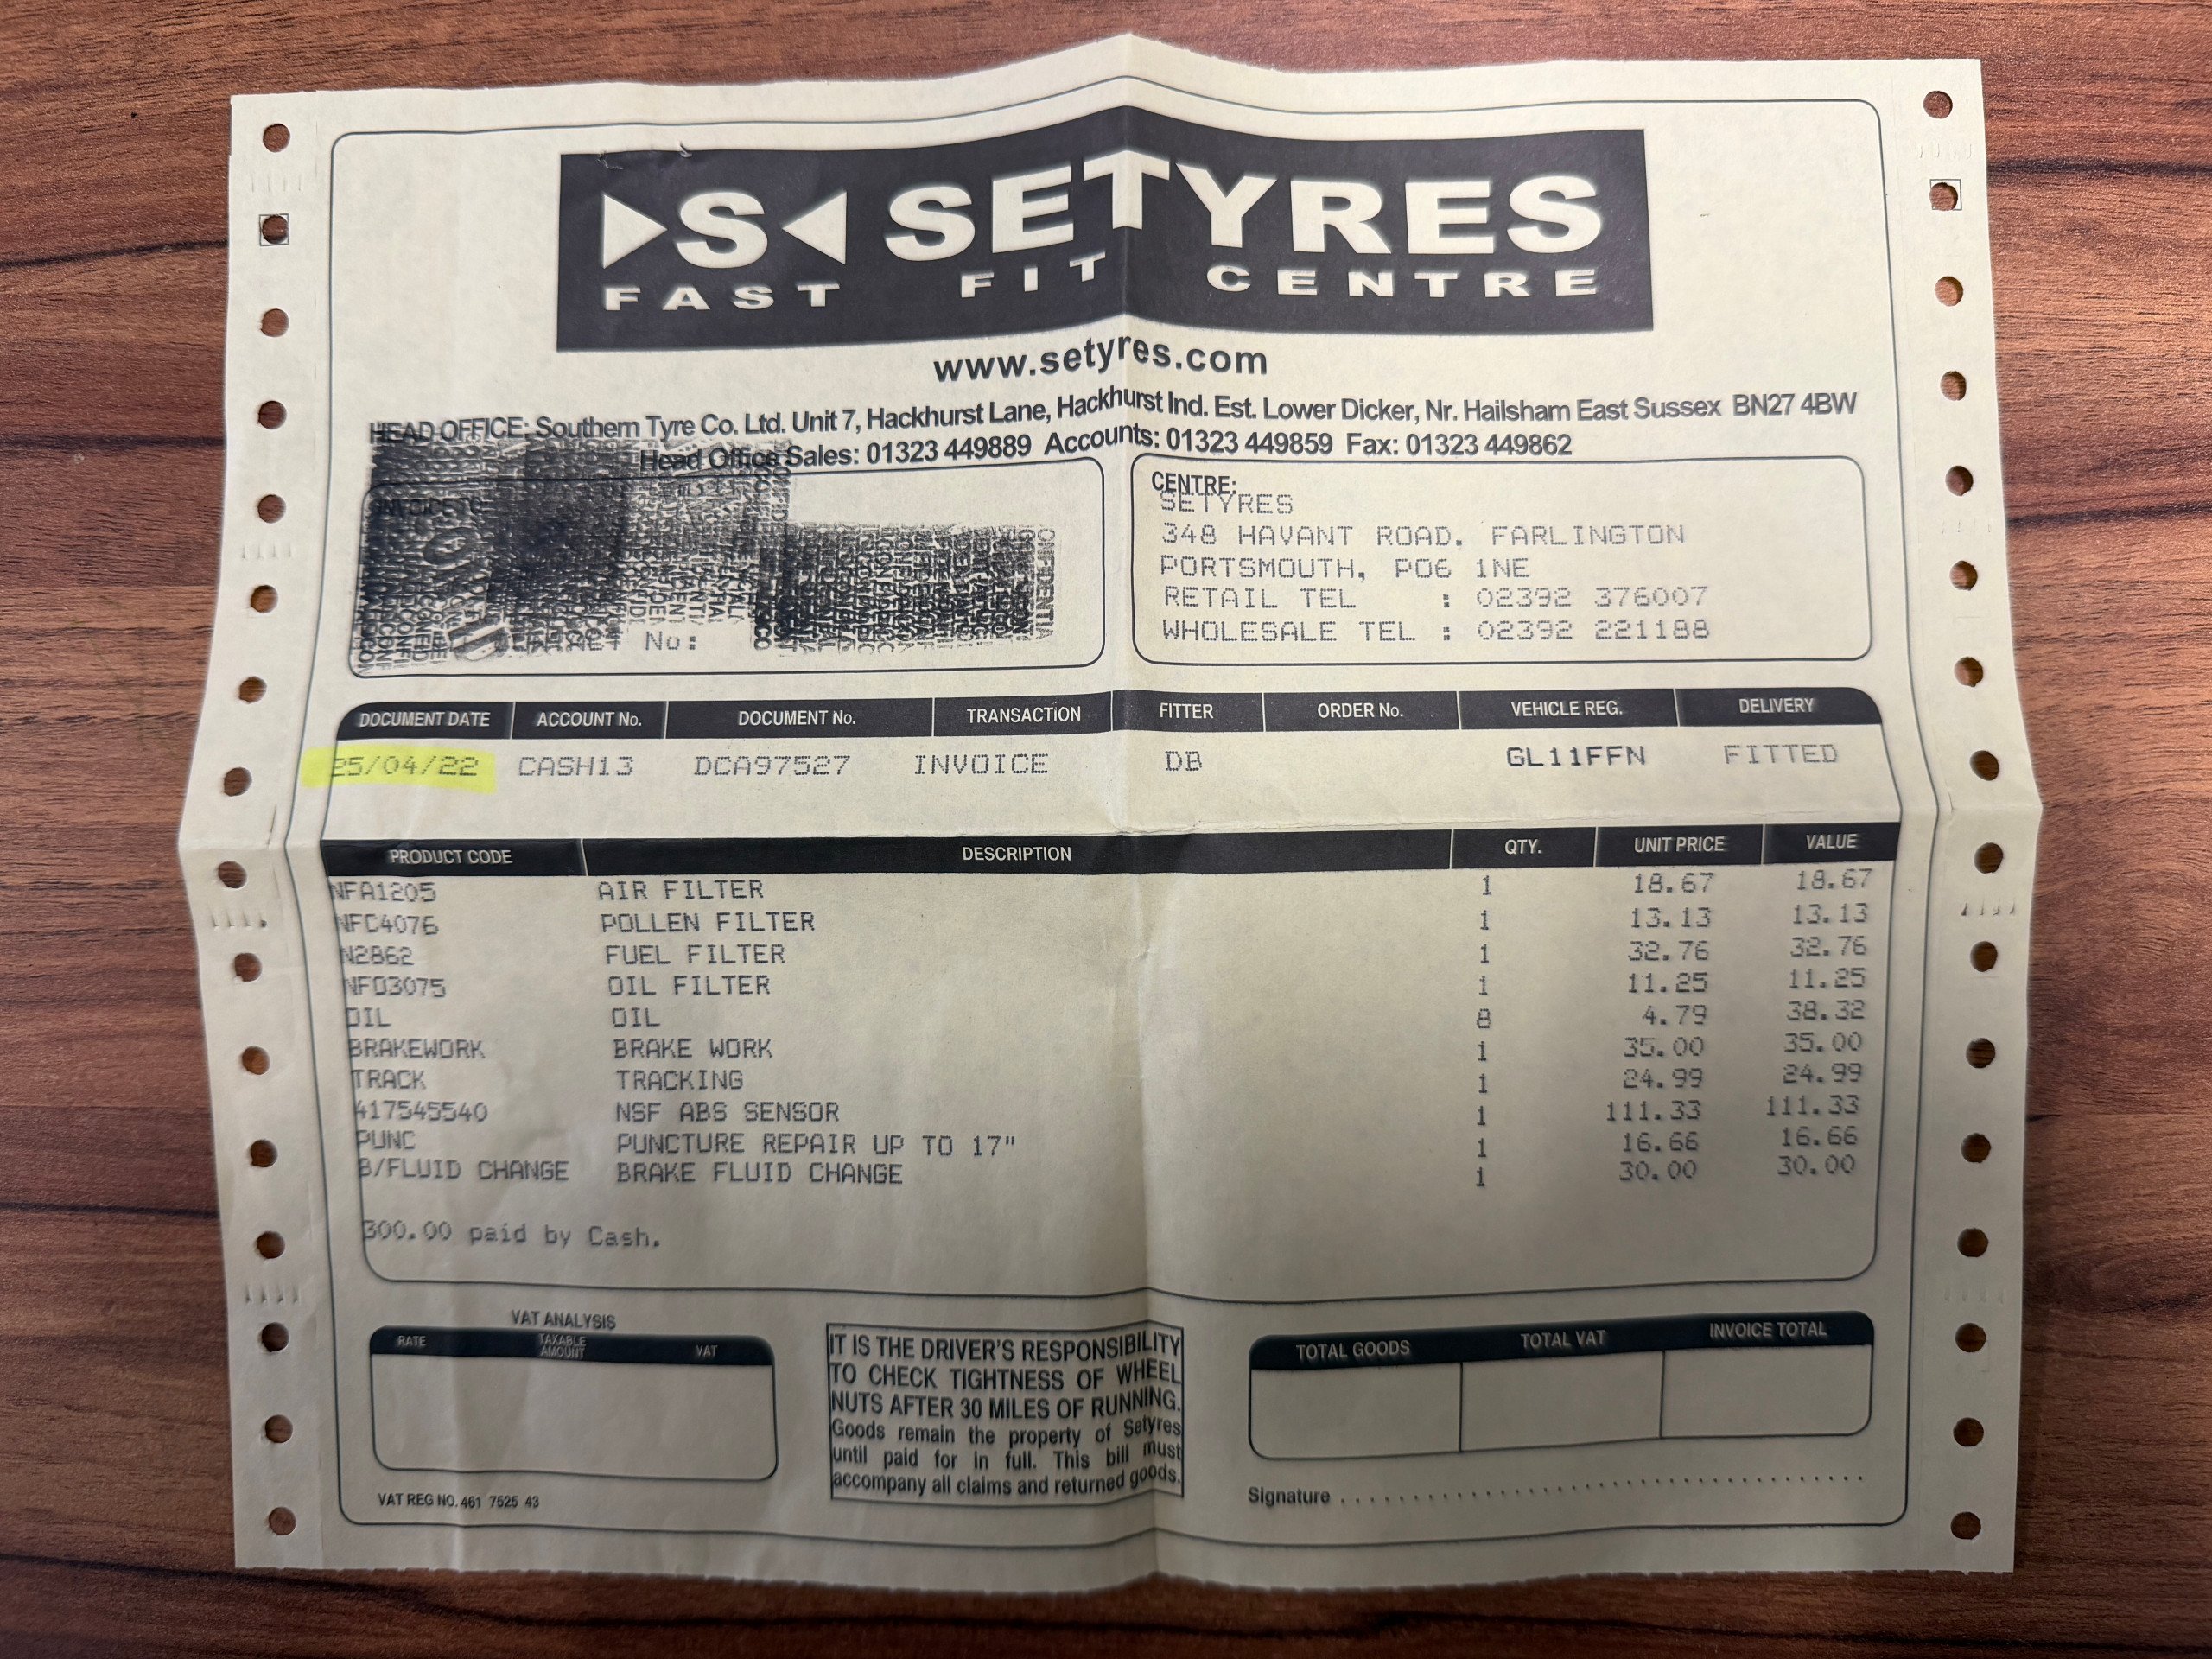 S SETYRES
FAST FIT CENTRE
www.setyres.com
HEAD OFFICE: Southern Tyre Co. Ltd. Unit 7, Hackhurst Lane, Hackhurst Ind. Est. Lower Dicker, Nr. Hailsham East Sussex BN27 4BW
Head Office Sales: 01323 449889 Accounts: 01323 449859 Fax: 01323 449862
INVOICE TO
No:
CENTRE:
SETYRES
348 HAVANT ROAD. FARLINGTON
PORTSMOUTH, PO6 1NE
RETAIL TEL : 02392 376007
WHOLESALE TEL : 02392 221188
DOCUMENT DATE ACCOUNT No. DOCUMENT No. TRANSACTION FITTER ORDER No. VEHICLE REG. DELIVERY
25/04/22 CASH13 DCA97527 INVOICE DB GL11FFN FITTED
PRODUCT CODE DESCRIPTION QTY. UNIT PRICE VALUE
NFA1205 AIR FILTER 1 18.67 18.67
NFC4076 POLLEN FILTER 1 13.13 13.13
N2862 FUEL FILTER 1 32.76 32.76
NFO3075 OIL FILTER 1 11.25 11.25
OIL OIL 8 4.79 38.32
BRAKEWORK BRAKE WORK 1 35.00 35.00
TRACK TRACKING 1 24.99 24.99
417545540 NSF ABS SENSOR 1 111.33 111.33
PUNC PUNCTURE REPAIR UP TO 17" 1 16.66 16.66
B/FLUID CHANGE BRAKE FLUID CHANGE 1 30.00 30.00
300.00 paid by Cash.
VAT ANALYSIS
RATE TAXABLE AMOUNT VAT
VAT REG NO. 461 7525 43
IT IS THE DRIVER'S RESPONSIBILITY
TO CHECK TIGHTNESS OF WHEEL
NUTS AFTER 30 MILES OF RUNNING.
Goods remain the property of Setyres
until paid for in full. This bill must
accompany all claims and returned goods.
TOTAL GOODS TOTAL VAT INVOICE TOTAL
Signature